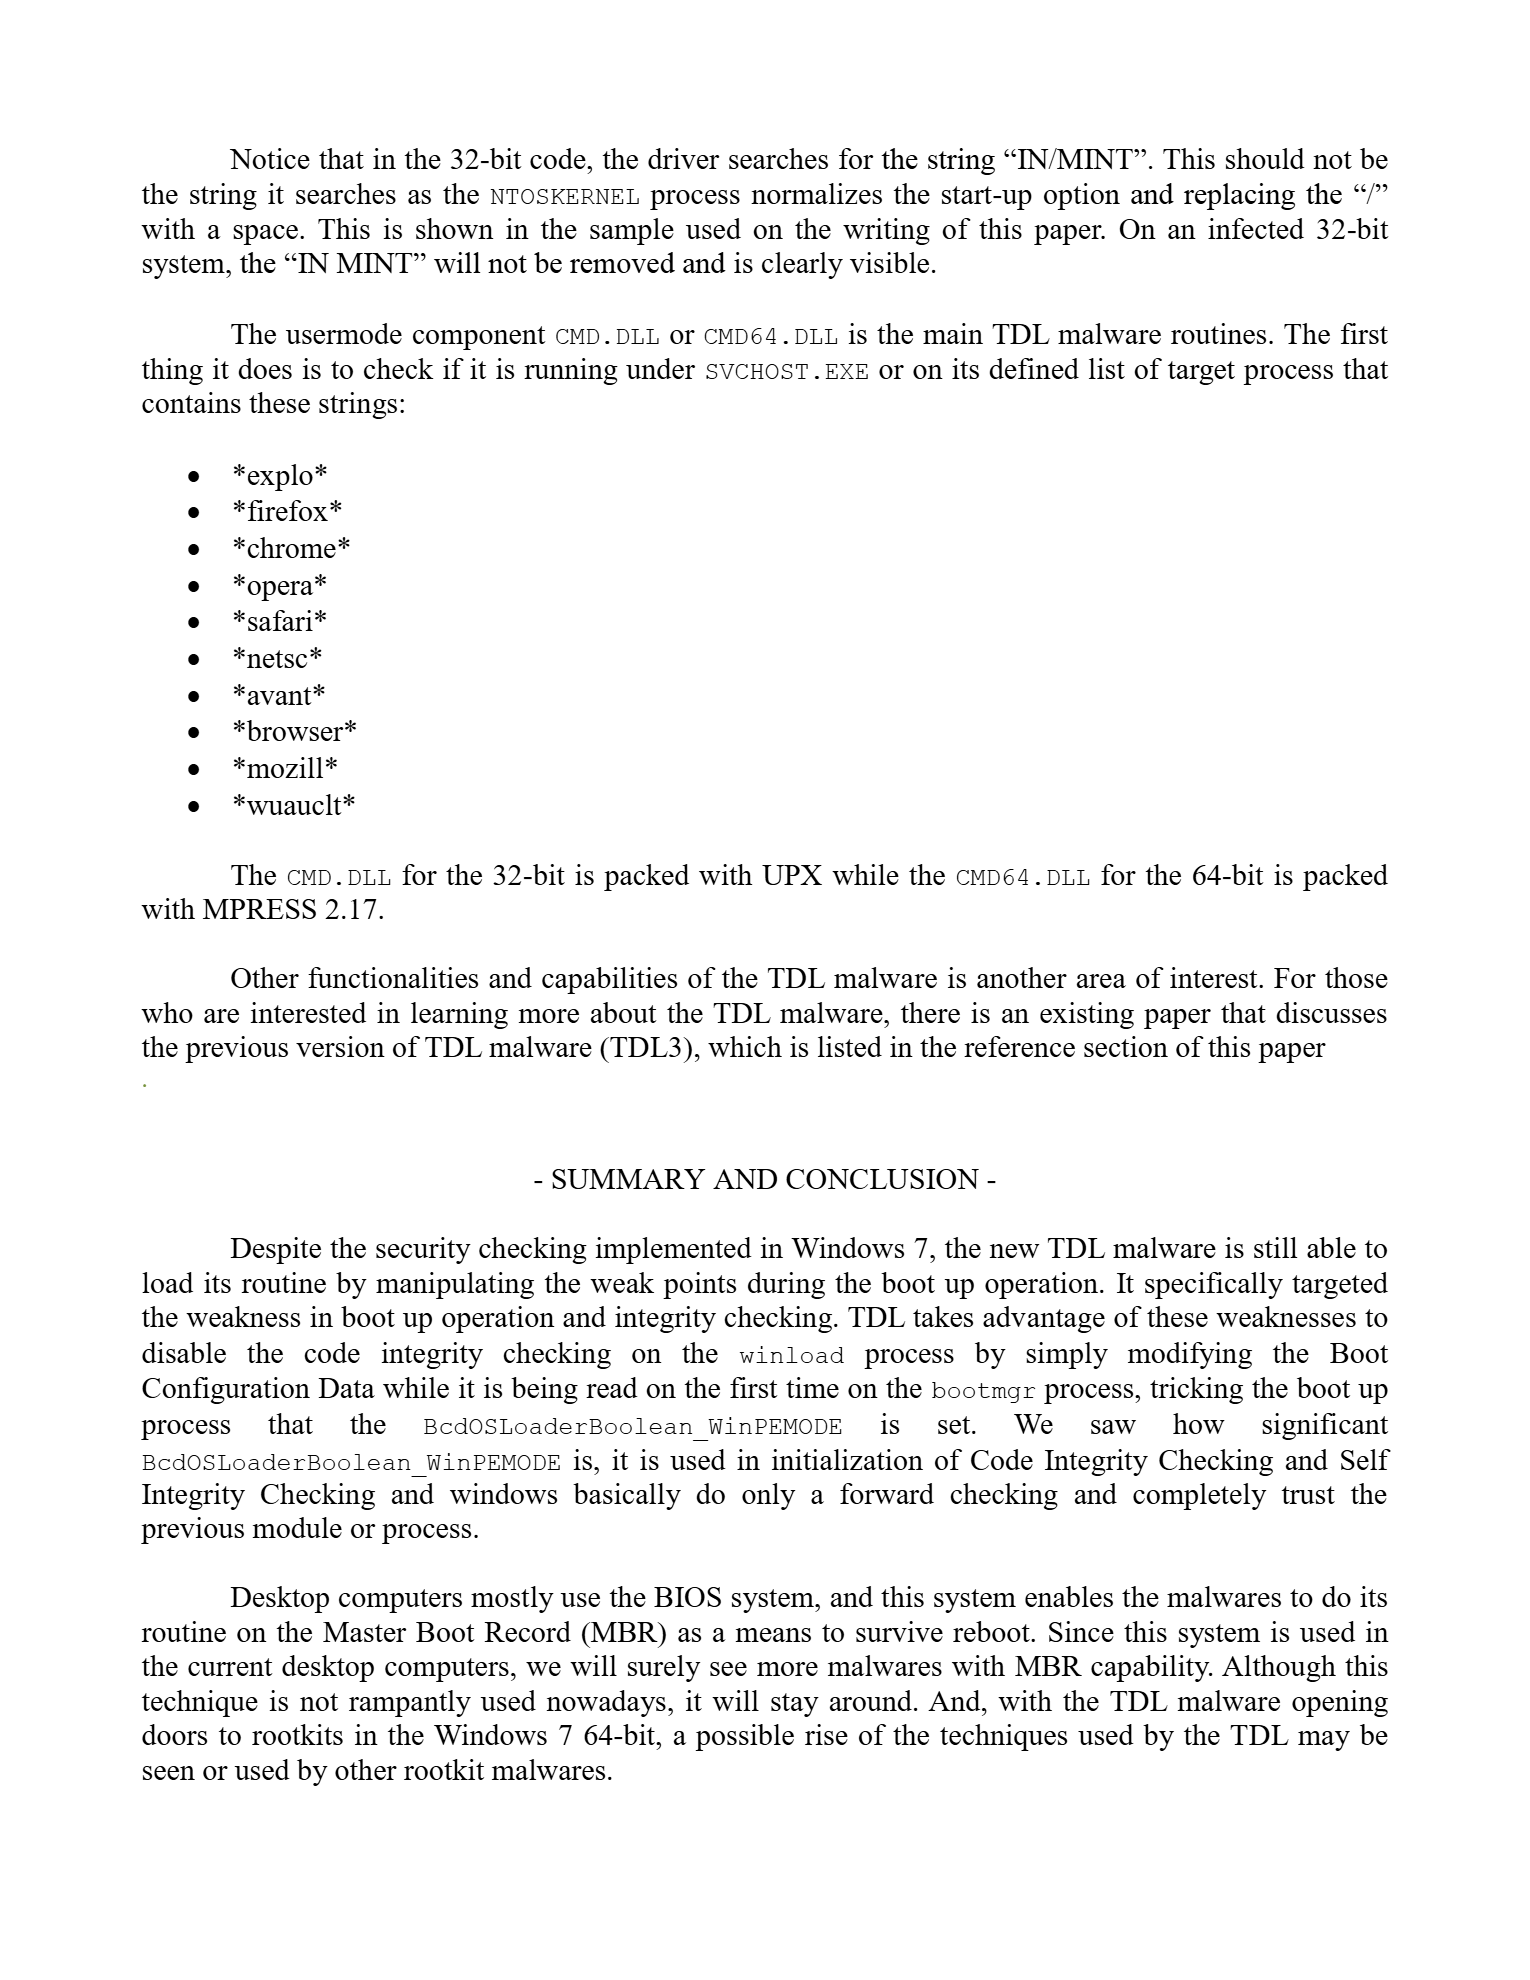 Notice that in the 32-bit code, the driver searches for the string “IN/MINT”. This should not be
the string it searches as the NTOSKERNEL process normalizes the start-up option and replacing the “/”
with a space. This is shown in the sample used on the writing of this paper. On an infected 32-bit
system, the “IN MINT” will not be removed and is clearly visible.
The usermode component CMD.DLL or CMD64.DLL is the main TDL malware routines. The first
thing it does is to check if it is running under SVCHOST.EXE or on its defined list of target process that
contains these strings:
• *explo*
• *firefox*
• *chrome*
• *opera*
• *safari*
• *netsc*
• *avant*
• *browser*
• *mozill*
• *wuauclt*
The CMD.DLL for the 32-bit is packed with UPX while the CMD64.DLL for the 64-bit is packed
with MPRESS 2.17.
Other functionalities and capabilities of the TDL malware is another area of interest. For those
who are interested in learning more about the TDL malware, there is an existing paper that discusses
the previous version of TDL malware (TDL3), which is listed in the reference section of this paper
.
- SUMMARY AND CONCLUSION -
Despite the security checking implemented in Windows 7, the new TDL malware is still able to
load its routine by manipulating the weak points during the boot up operation. It specifically targeted
the weakness in boot up operation and integrity checking. TDL takes advantage of these weaknesses to
disable the code integrity checking on the winload process by simply modifying the Boot
Configuration Data while it is being read on the first time on the bootmgr process, tricking the boot up
process that the BcdOSLoaderBoolean_WinPEMODE is set. We saw how significant
BcdOSLoaderBoolean_WinPEMODE is, it is used in initialization of Code Integrity Checking and Self
Integrity Checking and windows basically do only a forward checking and completely trust the
previous module or process.
Desktop computers mostly use the BIOS system, and this system enables the malwares to do its
routine on the Master Boot Record (MBR) as a means to survive reboot. Since this system is used in
the current desktop computers, we will surely see more malwares with MBR capability. Although this
technique is not rampantly used nowadays, it will stay around. And, with the TDL malware opening
doors to rootkits in the Windows 7 64-bit, a possible rise of the techniques used by the TDL may be
seen or used by other rootkit malwares.